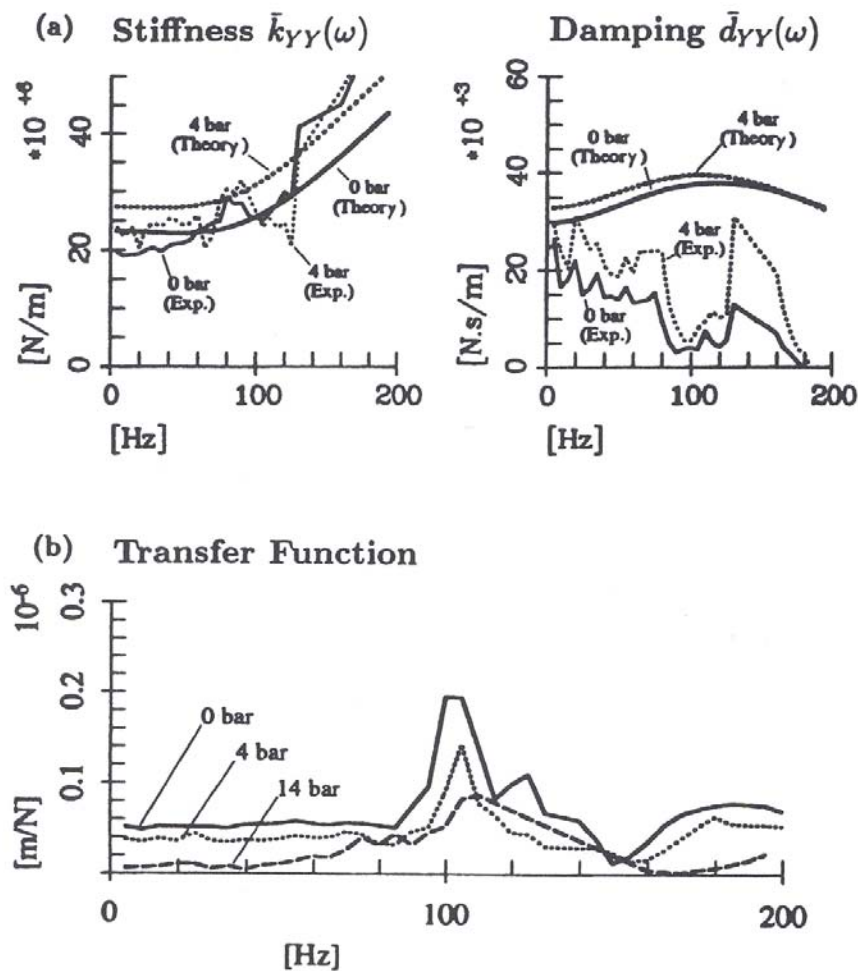 (a) Stiffness k̄YY(ω)
*10 +6
[N/m]
0 20 40
4 bar
(Theory)
0 bar
(Theory)
0 bar
(Exp.)
4 bar
(Exp.)
0 100 200
[Hz]
Damping d̄YY(ω)
*10 +3
[N.s/m]
0 20 40 60
0 bar
(Theory)
4 bar
(Theory)
4 bar
(Exp.)
0 bar
(Exp.)
0 100 200
[Hz]
(b) Transfer Function
10-6
[m/N]
0.1 0.2 0.3
0 bar
4 bar
14 bar
0 100 200
[Hz]